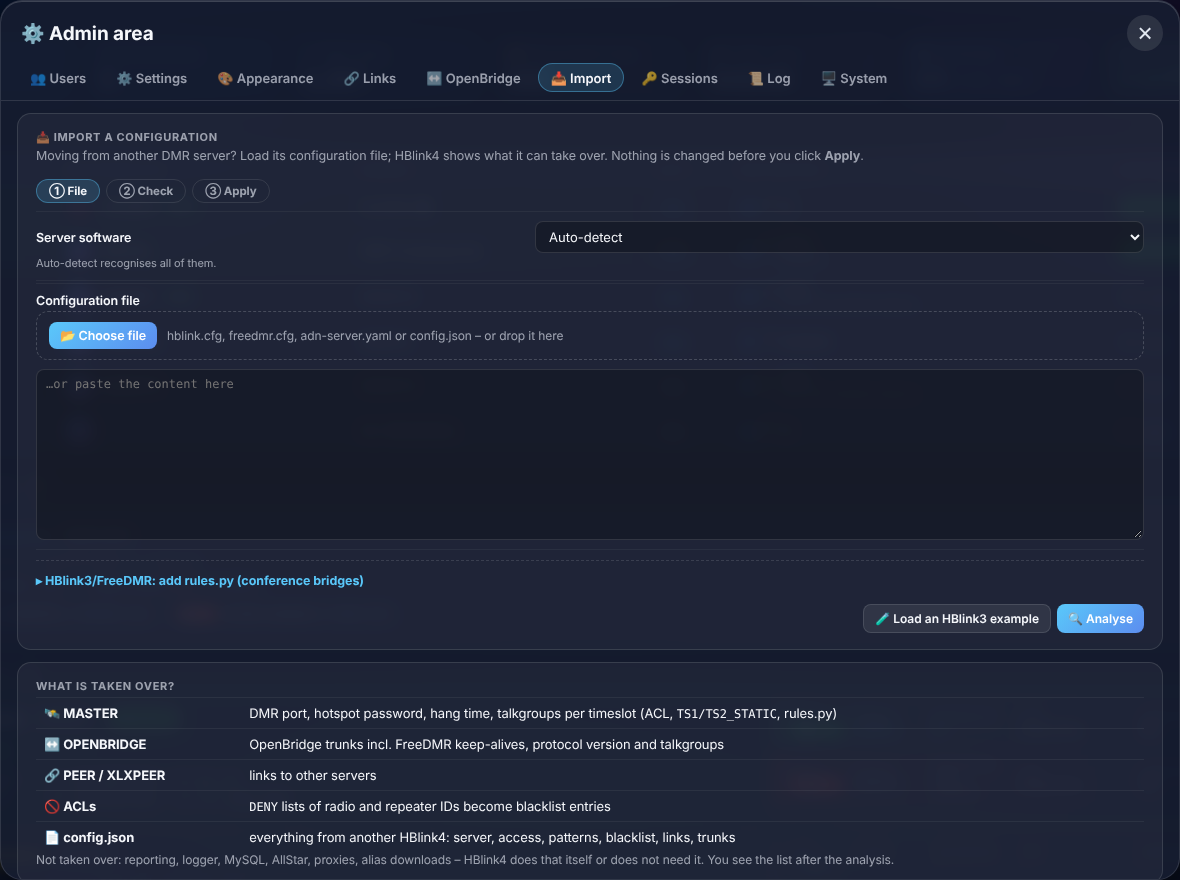 ⚙️ Admin area
✕
👥 Users ⚙️ Settings 🎨 Appearance 🔗 Links ↔️ OpenBridge 📥 Import 🔑 Sessions 📜 Log 🖥️ System
📥 IMPORT A CONFIGURATION
Moving from another DMR server? Load its configuration file; HBlink4 shows what it can take over. Nothing is changed before you click Apply.
① File ② Check ③ Apply
Server software Auto-detect
Auto-detect recognises all of them.
Configuration file
📂 Choose file hblink.cfg, freedmr.cfg, adn-server.yaml or config.json – or drop it here
…or paste the content here
▸ HBlink3/FreeDMR: add rules.py (conference bridges)
🧪 Load an HBlink3 example 🔍 Analyse
WHAT IS TAKEN OVER?
🛰️ MASTER DMR port, hotspot password, hang time, talkgroups per timeslot (ACL, TS1/TS2_STATIC, rules.py)
↔️ OPENBRIDGE OpenBridge trunks incl. FreeDMR keep-alives, protocol version and talkgroups
🔗 PEER / XLXPEER links to other servers
🚫 ACLs DENY lists of radio and repeater IDs become blacklist entries
📄 config.json everything from another HBlink4: server, access, patterns, blacklist, links, trunks
Not taken over: reporting, logger, MySQL, AllStar, proxies, alias downloads – HBlink4 does that itself or does not need it. You see the list after the analysis.